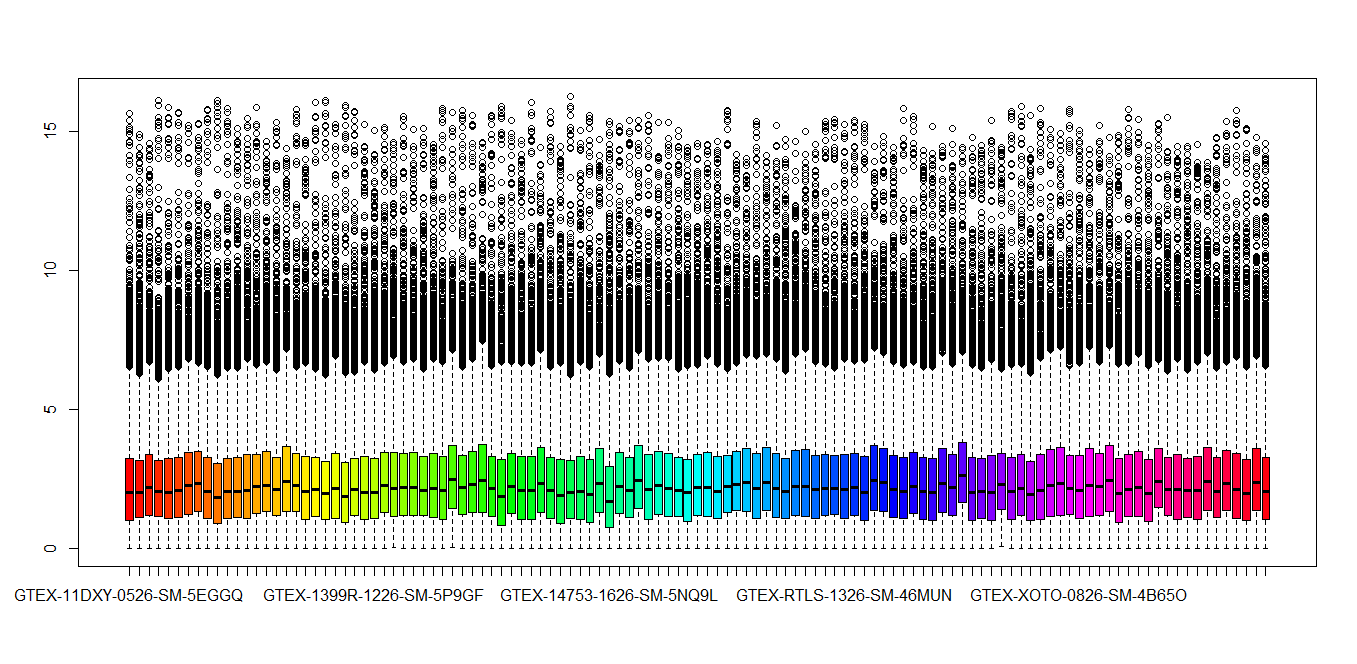 15
10
5
0
GTEX-11DXY-0526-SM-5EGGQ GTEX-1399R-1226-SM-5P9GF GTEX-14753-1626-SM-5NQ9L GTEX-RTLS-1326-SM-46MUN GTEX-XOTO-0826-SM-4B65O